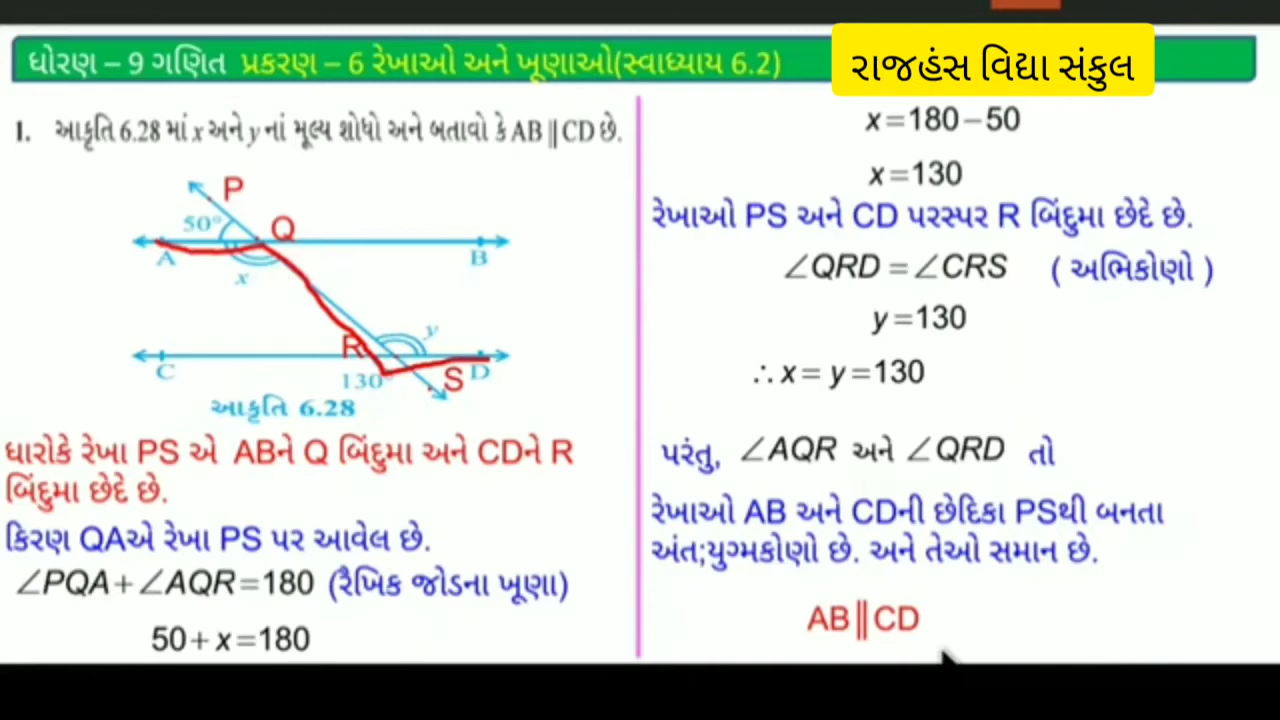 ધોરણ – 9 ગણિત પ્રકરણ – 6 રેખાઓ અને ખૂણાઓ(સ્વાધ્યાય 6.2)
રાજહંસ વિદ્યા સંકુલ
1. આકૃતિ 6.28 માં x અને y નાં મૂલ્ય શોધો અને બતાવો કે AB || CD છે.
P
50°
Q
A
B
x
y
R
C
130°
S
D
આકૃતિ 6.28
ધારોકે રેખા PS એ ABને Q બિંદુમા અને CDને R
બિંદુમા છેદે છે.
કિરણ QAએ રેખા PS પર આવેલ છે.
∠PQA+∠AQR=180 (રૈખિક જોડના ખૂણા)
50+x=180
x=180–50
x=130
રેખાઓ PS અને CD પરસ્પર R બિંદુમા છેદે છે.
∠QRD=∠CRS (અભિકોણો)
y=130
∴x=y=130
પરંતુ, ∠AQR અને ∠QRD તો
રેખાઓ AB અને CDની છેદિકા PSથી બનતા
અંત;યુગ્મકોણો છે. અને તેઓ સમાન છે.
AB||CD